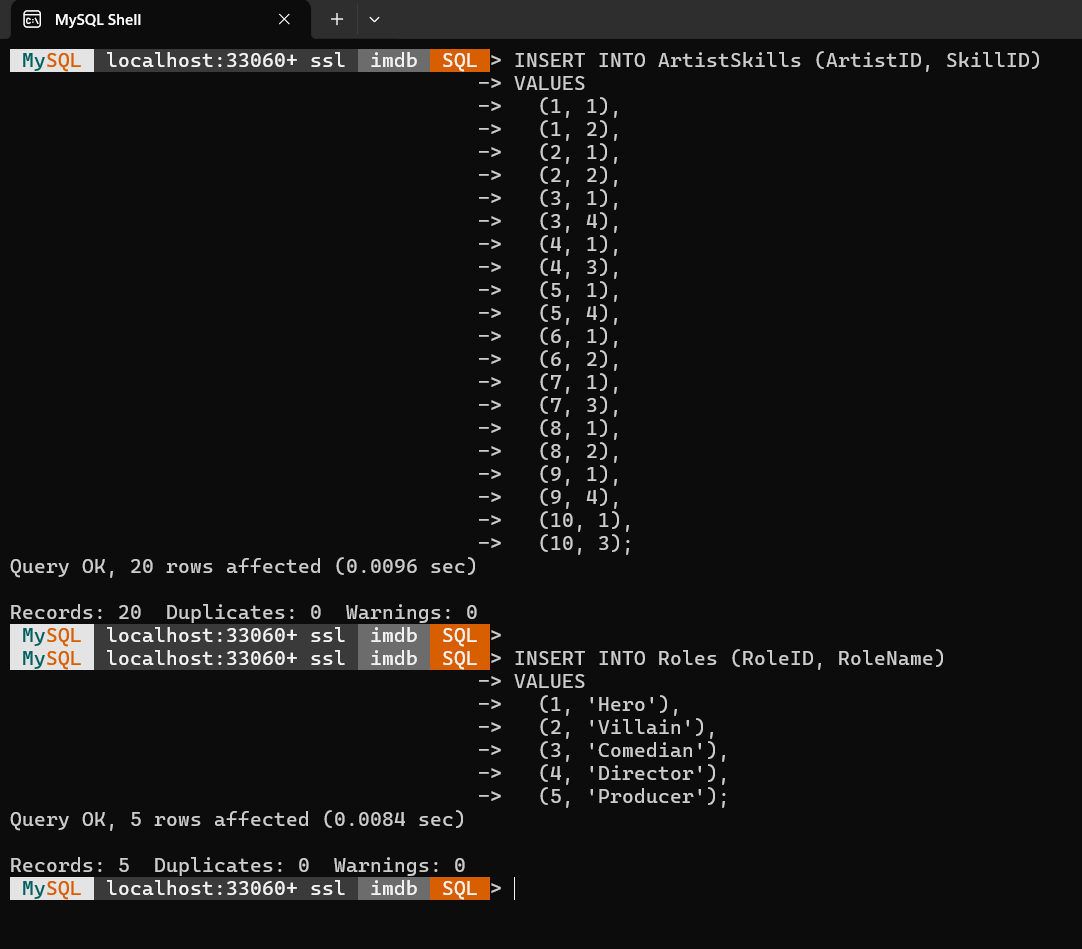 MySQL Shell
MySQL localhost:33060+ ssl imdb SQL > INSERT INTO ArtistSkills (ArtistID, SkillID)
-> VALUES
->   (1, 1),
->   (1, 2),
->   (2, 1),
->   (2, 2),
->   (3, 1),
->   (3, 4),
->   (4, 1),
->   (4, 3),
->   (5, 1),
->   (5, 4),
->   (6, 1),
->   (6, 2),
->   (7, 1),
->   (7, 3),
->   (8, 1),
->   (8, 2),
->   (9, 1),
->   (9, 4),
->   (10, 1),
->   (10, 3);
Query OK, 20 rows affected (0.0096 sec)
Records: 20  Duplicates: 0  Warnings: 0
MySQL localhost:33060+ ssl imdb SQL >
MySQL localhost:33060+ ssl imdb SQL > INSERT INTO Roles (RoleID, RoleName)
-> VALUES
->   (1, 'Hero'),
->   (2, 'Villain'),
->   (3, 'Comedian'),
->   (4, 'Director'),
->   (5, 'Producer');
Query OK, 5 rows affected (0.0084 sec)
Records: 5  Duplicates: 0  Warnings: 0
MySQL localhost:33060+ ssl imdb SQL >